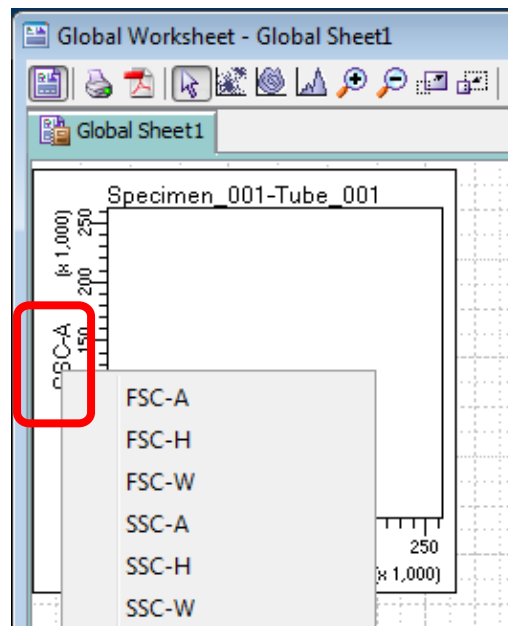 Global Worksheet - Global Sheet1
Global Sheet1
Specimen_001-Tube_001
(x 1,000)
250
200
150
SSC-A
FSC-A
FSC-H
FSC-W
SSC-A
SSC-H
SSC-W
250
(x 1,000)